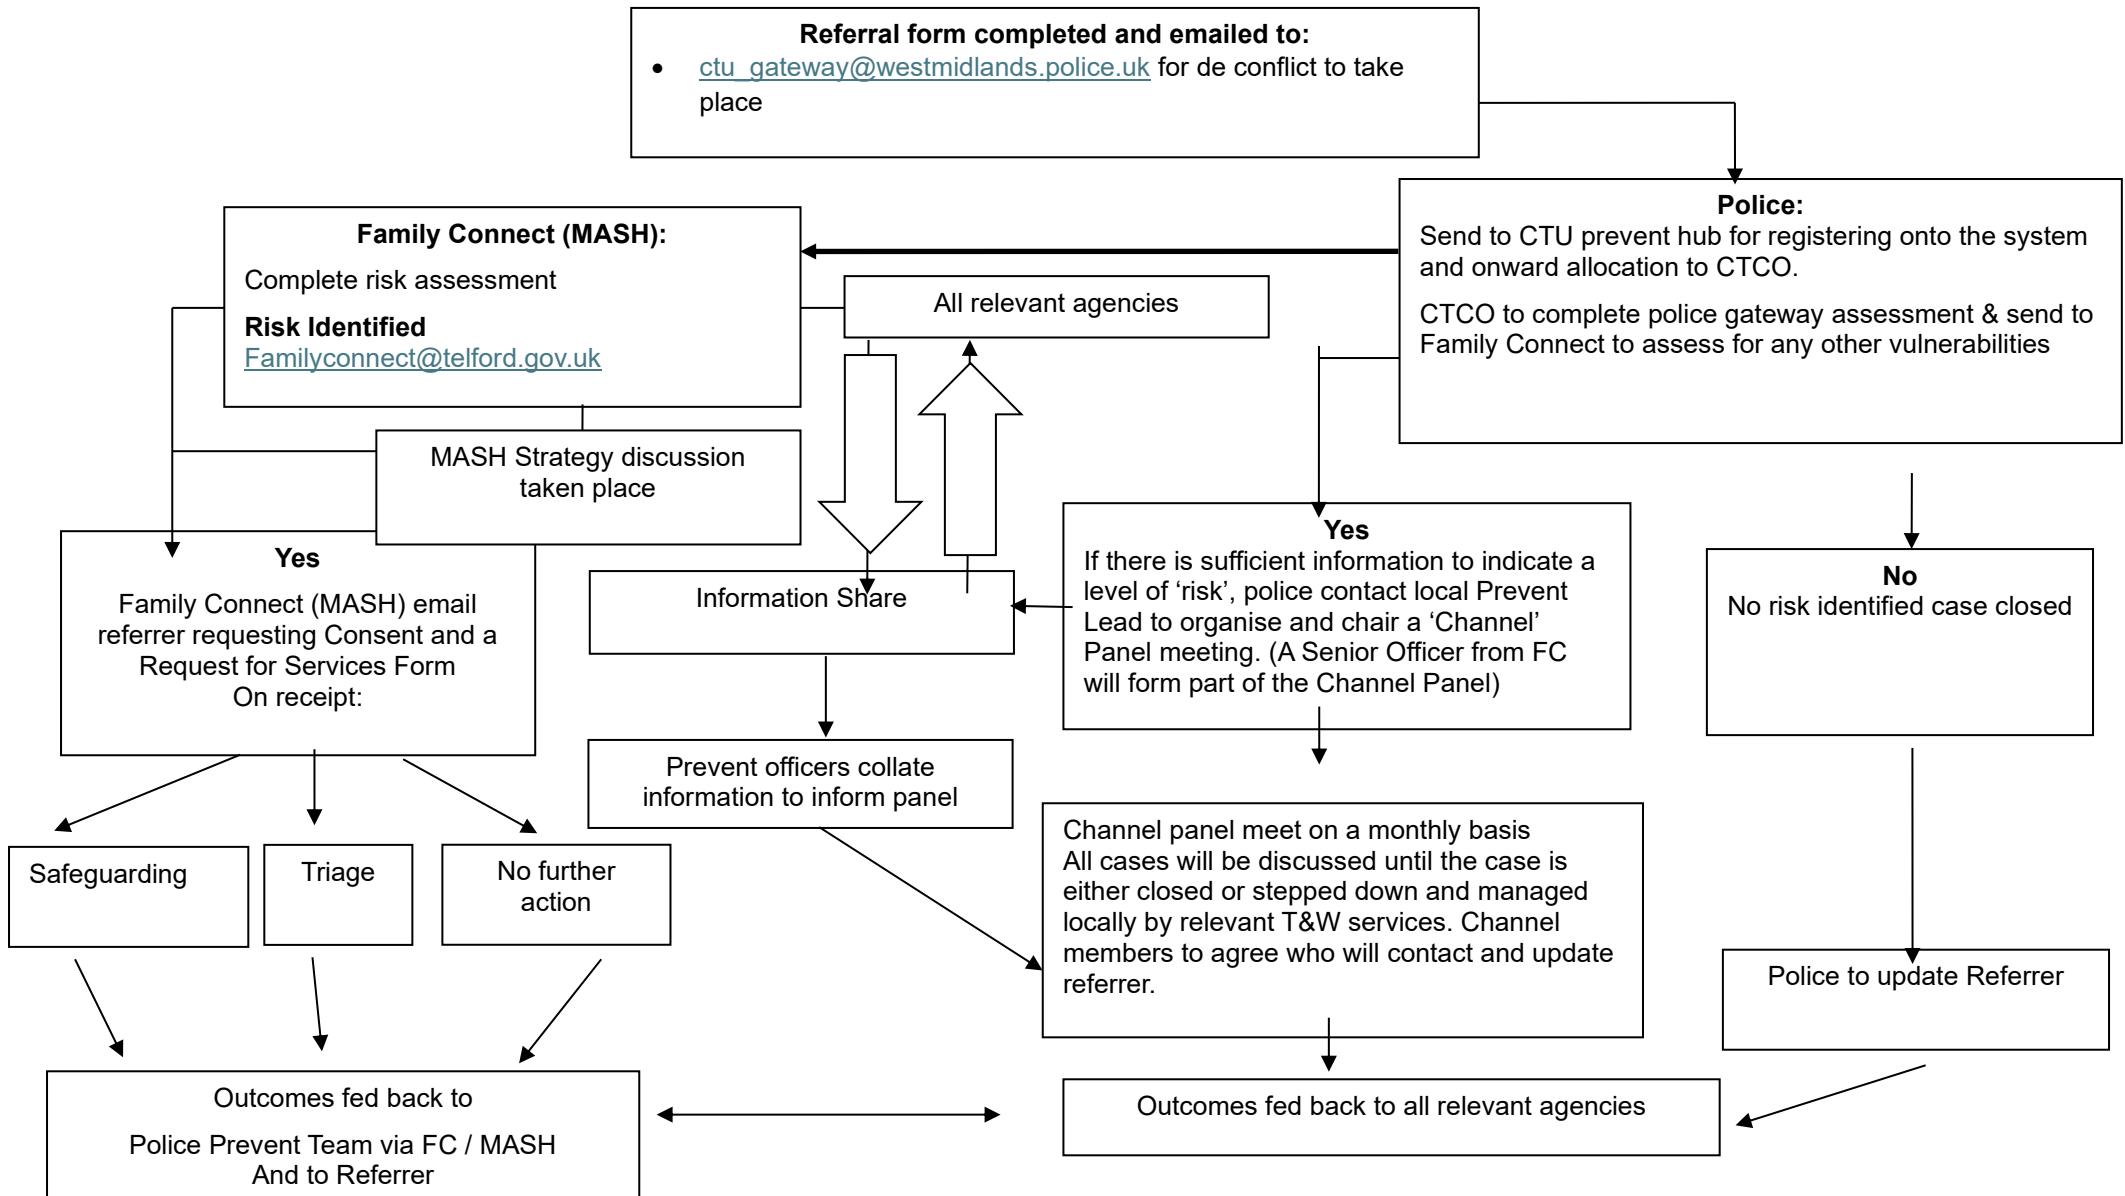 Referral form completed and emailed to:
• ctu_gateway@westmidlands.police.uk for de conflict to take
place
Police:
Send to CTU prevent hub for registering onto the system
and onward allocation to CTCO.
CTCO to complete police gateway assessment & send to
Family Connect to assess for any other vulnerabilities
Family Connect (MASH):
Complete risk assessment
Risk Identified
Familyconnect@telford.gov.uk
All relevant agencies
MASH Strategy discussion
taken place
Yes
Family Connect (MASH) email
referrer requesting Consent and a
Request for Services Form
On receipt:
Information Share
Yes
If there is sufficient information to indicate a
level of ‘risk’, police contact local Prevent
Lead to organise and chair a ‘Channel’
Panel meeting. (A Senior Officer from FC
will form part of the Channel Panel)
No
No risk identified case closed
Prevent officers collate
information to inform panel
Safeguarding
Triage
No further
action
Channel panel meet on a monthly basis
All cases will be discussed until the case is
either closed or stepped down and managed
locally by relevant T&W services. Channel
members to agree who will contact and update
referrer.
Police to update Referrer
Outcomes fed back to
Police Prevent Team via FC / MASH
And to Referrer
Outcomes fed back to all relevant agencies